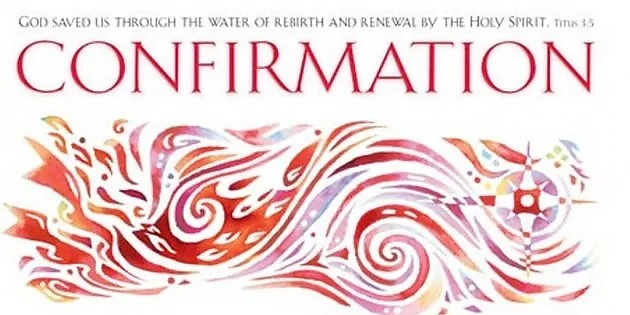 God saved us through the water of rebirth and renewal by the Holy Spirit, Titus 3:5
CONFIRMATION